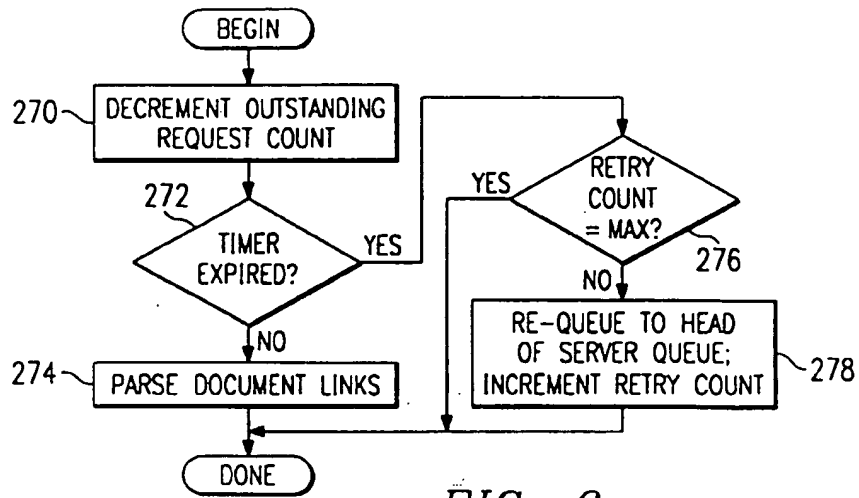 BEGIN
270
DECREMENT OUTSTANDING
REQUEST COUNT
272
TIMER
EXPIRED?
YES
NO
274
PARSE DOCUMENT LINKS
DONE
YES
RETRY
COUNT
= MAX?
276
NO
RE-QUEUE TO HEAD
OF SERVER QUEUE;
INCREMENT RETRY COUNT
278